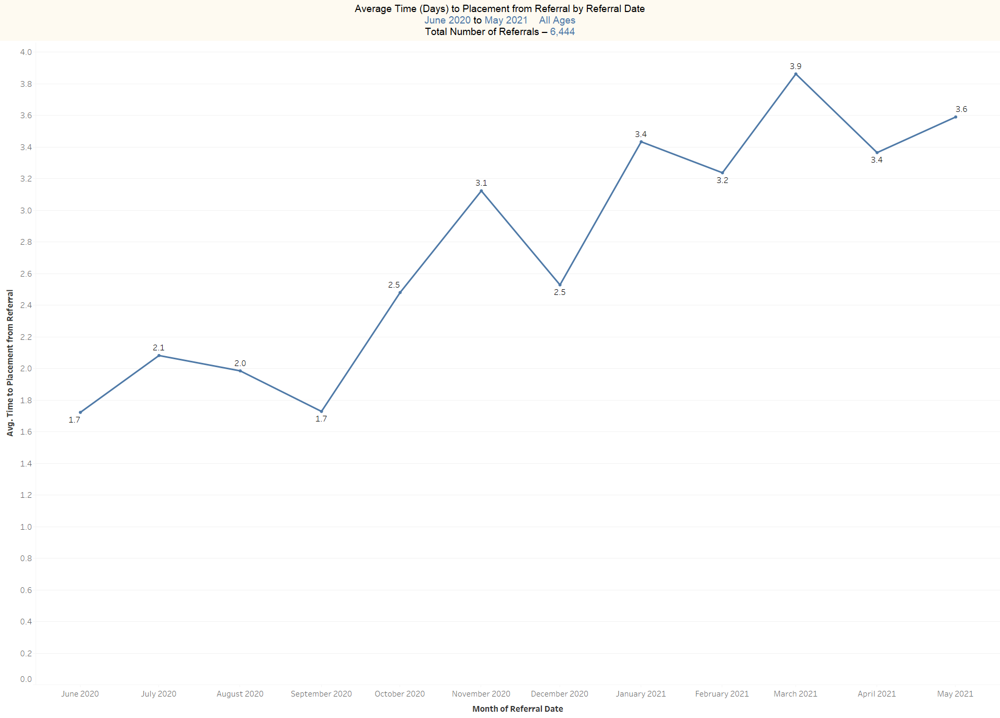 Average Time (Days) to Placement from Referral by Referral Date
June 2020 to May 2021 All Ages
Total Number of Referrals – 6,444
4.0
3.8
3.6
3.4
3.2
3.0
2.8
2.6
2.4
2.2
2.0
1.8
1.6
1.4
1.2
1.0
0.8
0.6
0.4
0.2
0.0
Avg. Time to Placement from Referral
1.7
2.1
2.0
1.7
2.5
3.1
2.5
3.4
3.2
3.9
3.4
3.6
June 2020
July 2020
August 2020
September 2020
October 2020
November 2020
December 2020
January 2021
February 2021
March 2021
April 2021
May 2021
Month of Referral Date